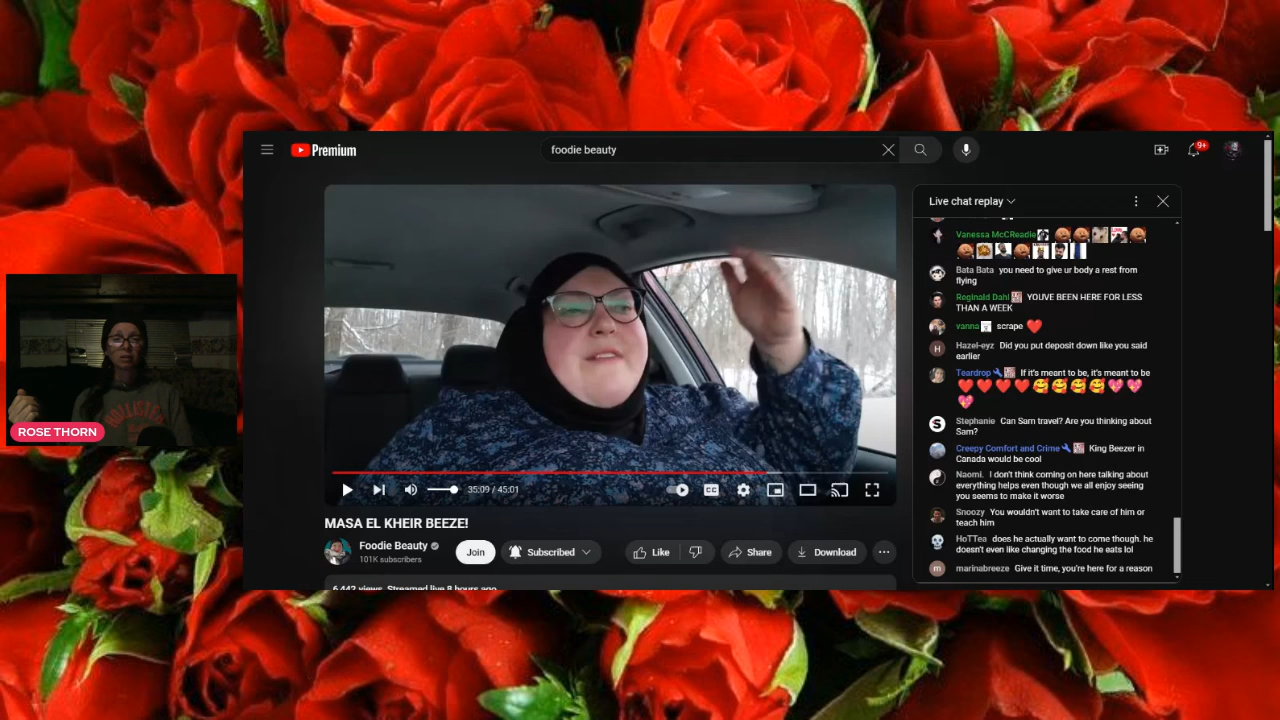 Premium
foodie beauty
9+
Live chat replay
Vanessa McCReadie
Bata Bata you need to give ur body a rest from
flying
Reginald Dahl YOUVE BEEN HERE FOR LESS
THAN A WEEK
vanna scrape
H
Hazel-eyz Did you put deposit down like you said
earlier
Teardrop If it's meant to be, it's meant to be
S
Stephanie Can Sam travel? Are you thinking about
Sam?
Creepy Comfort and Crime King Beezer in
Canada would be cool
Naomi. I don't think coming on here talking about
everything helps even though we all enjoy seeing
you seems to make it worse
Snoozy You wouldn't want to take care of him or
teach him
HoTTea does he actually want to come though. he
doesn't even like changing the food he eats lol
m
marinabreeze Give it time, you're here for a reason
HOLLISTER
ROSE THORN
35:09 / 45:01
CC
MASA EL KHEIR BEEZE!
Foodie Beauty
101K subscribers
Join
Subscribed
Like
Share
Download
6,442 views Streamed live 8 hours ago